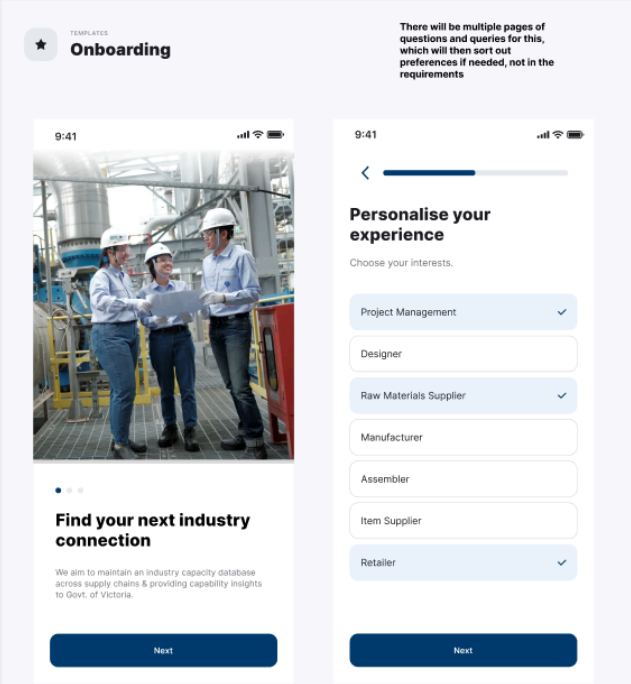 TEMPLATES
Onboarding
There will be multiple pages of
questions and queries for this,
which will then sort out
preferences if needed, not in the
requirements
9:41
Find your next industry
connection
We aim to maintain an industry capacity database
across supply chains & providing capability insights
to Govt. of Victoria.
Next
9:41
Personalise your
experience
Choose your interests.
Project Management
Designer
Raw Materials Supplier
Manufacturer
Assembler
Item Supplier
Retailer
Next